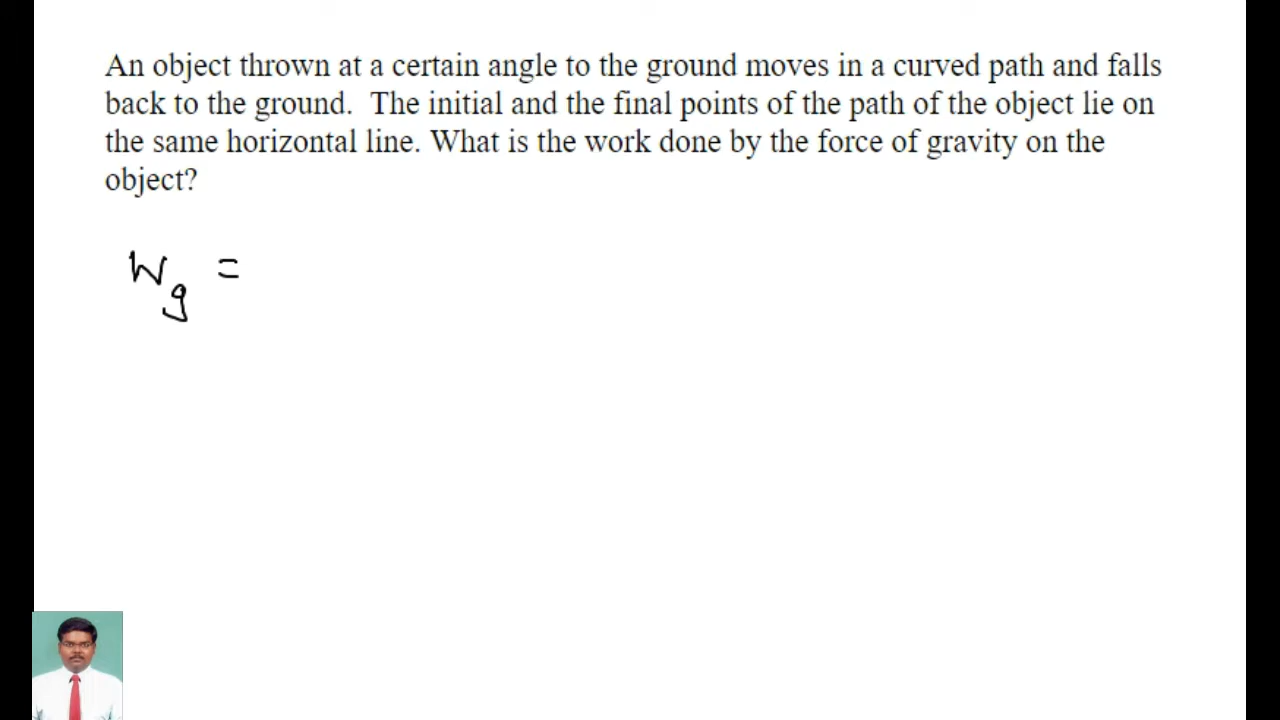 An object thrown at a certain angle to the ground moves in a curved path and falls
back to the ground.  The initial and the final points of the path of the object lie on
the same horizontal line. What is the work done by the force of gravity on the
object?
Wg =